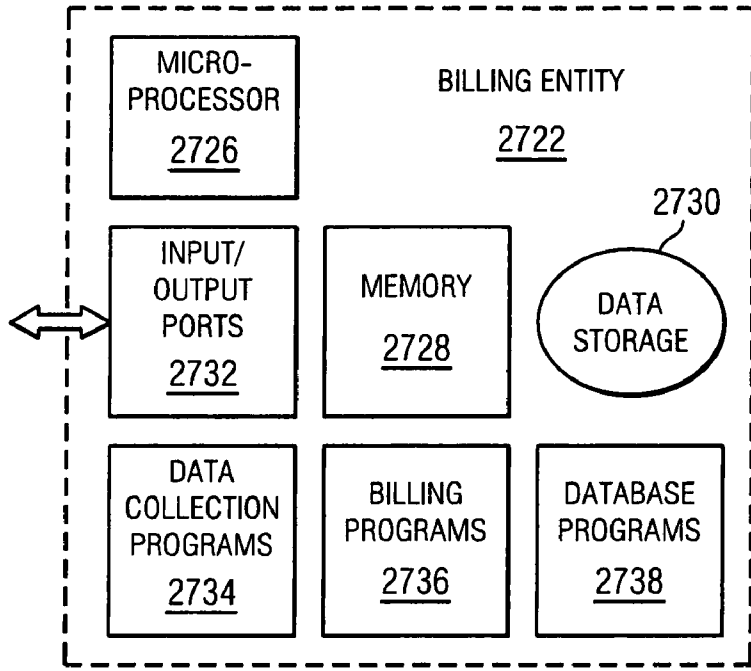 MICRO-
PROCESSOR
2726
BILLING ENTITY
2722
2730
INPUT/
OUTPUT
PORTS
2732
MEMORY
2728
DATA
STORAGE
DATA
COLLECTION
PROGRAMS
2734
BILLING
PROGRAMS
2736
DATABASE
PROGRAMS
2738